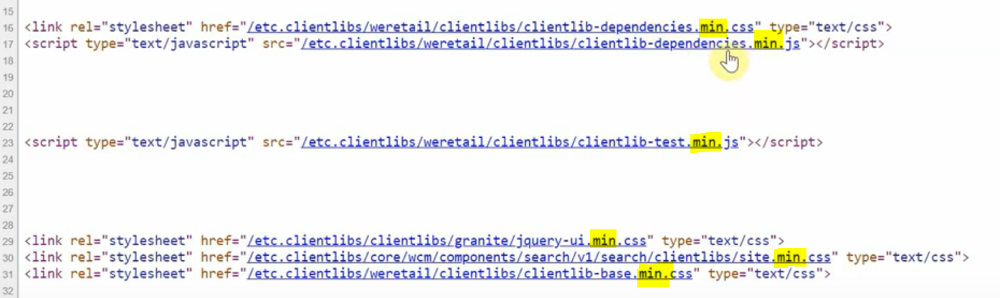 15
16 <link rel="stylesheet" href="/etc.clientlibs/weretail/clientlibs/clientlib-dependencies.min.css" type="text/css">
17 <script type="text/javascript" src="/etc.clientlibs/weretail/clientlibs/clientlib-dependencies.min.js"></script>
18
19
20
21
22
23 <script type="text/javascript" src="/etc.clientlibs/weretail/clientlibs/clientlib-test.min.js"></script>
24
25
26
27
28
29 <link rel="stylesheet" href="/etc.clientlibs/clientlibs/granite/jquery-ui.min.css" type="text/css">
30 <link rel="stylesheet" href="/etc.clientlibs/core/wcm/components/search/v1/search/clientlibs/site.min.css" type="text/css">
31 <link rel="stylesheet" href="/etc.clientlibs/weretail/clientlibs/clientlib-base.min.css" type="text/css">
32